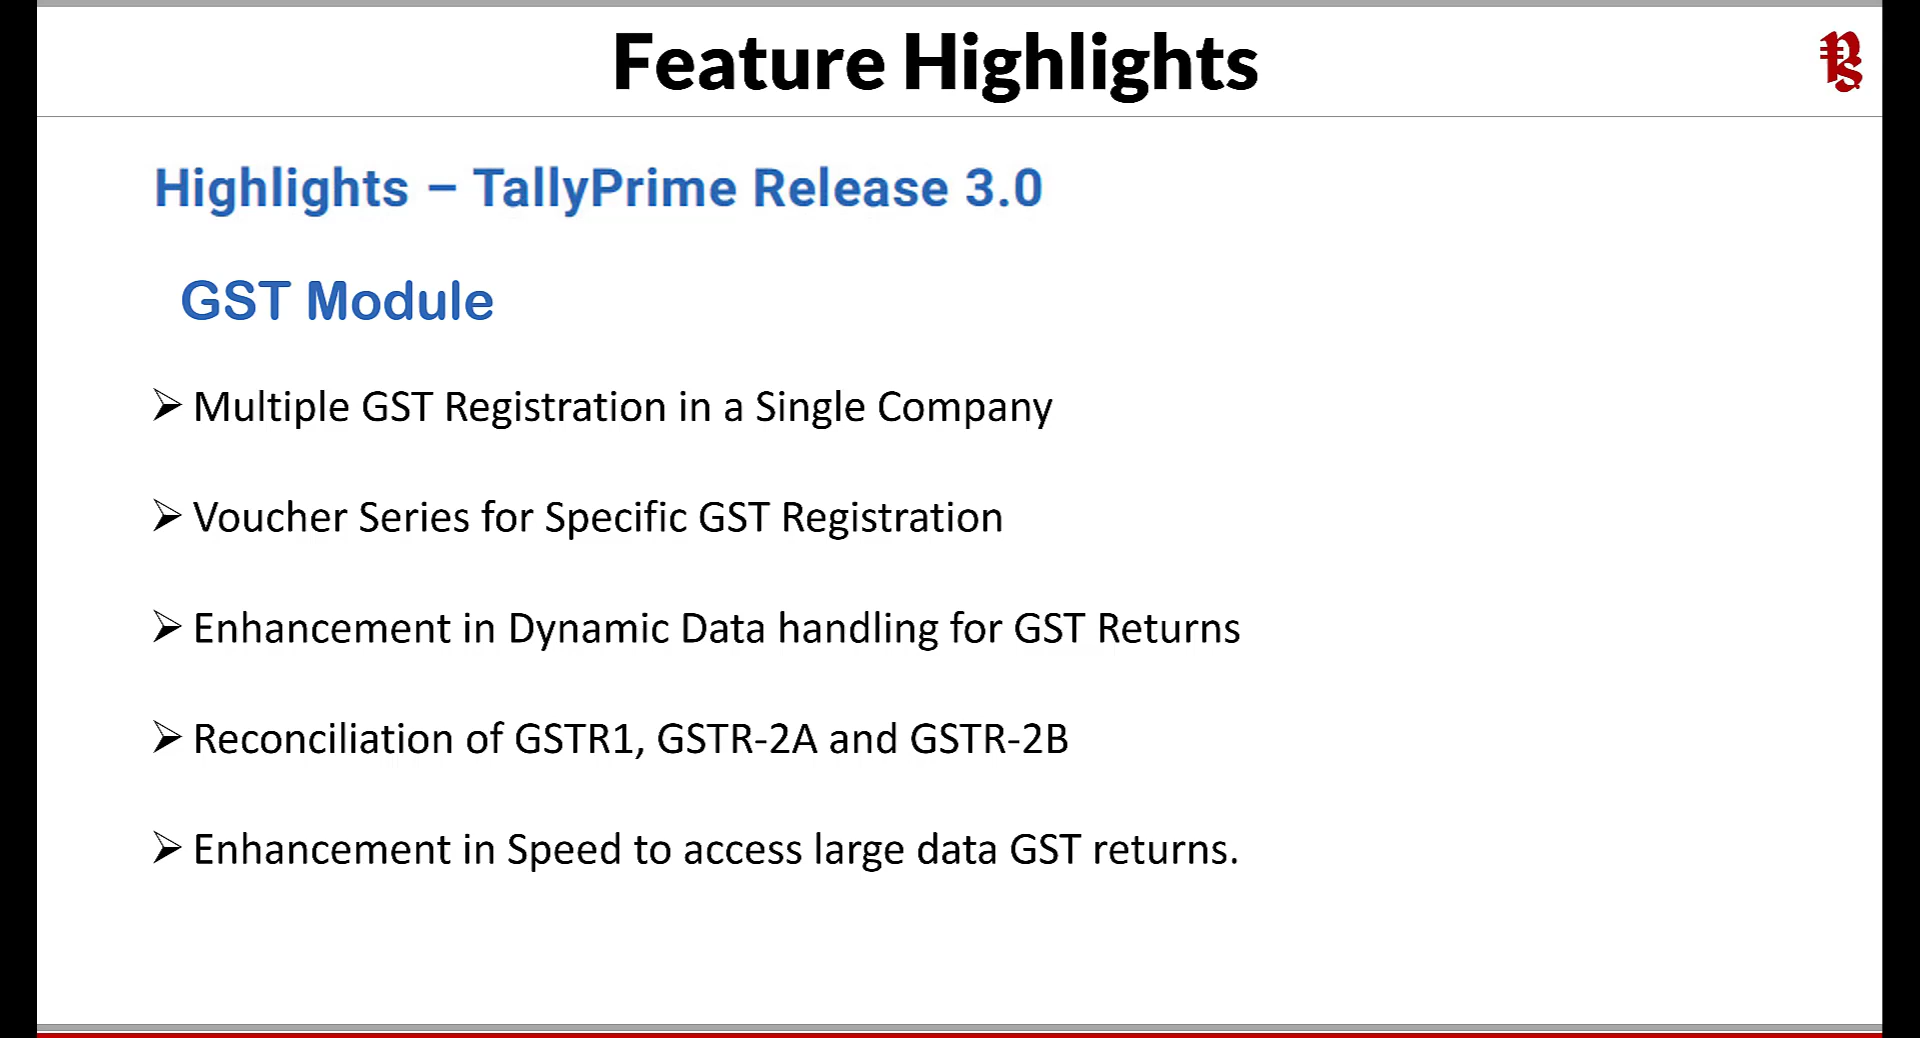 Feature Highlights
Highlights – TallyPrime Release 3.0
GST Module
➢ Multiple GST Registration in a Single Company
➢ Voucher Series for Specific GST Registration
➢ Enhancement in Dynamic Data handling for GST Returns
➢ Reconciliation of GSTR1, GSTR-2A and GSTR-2B
➢ Enhancement in Speed to access large data GST returns.